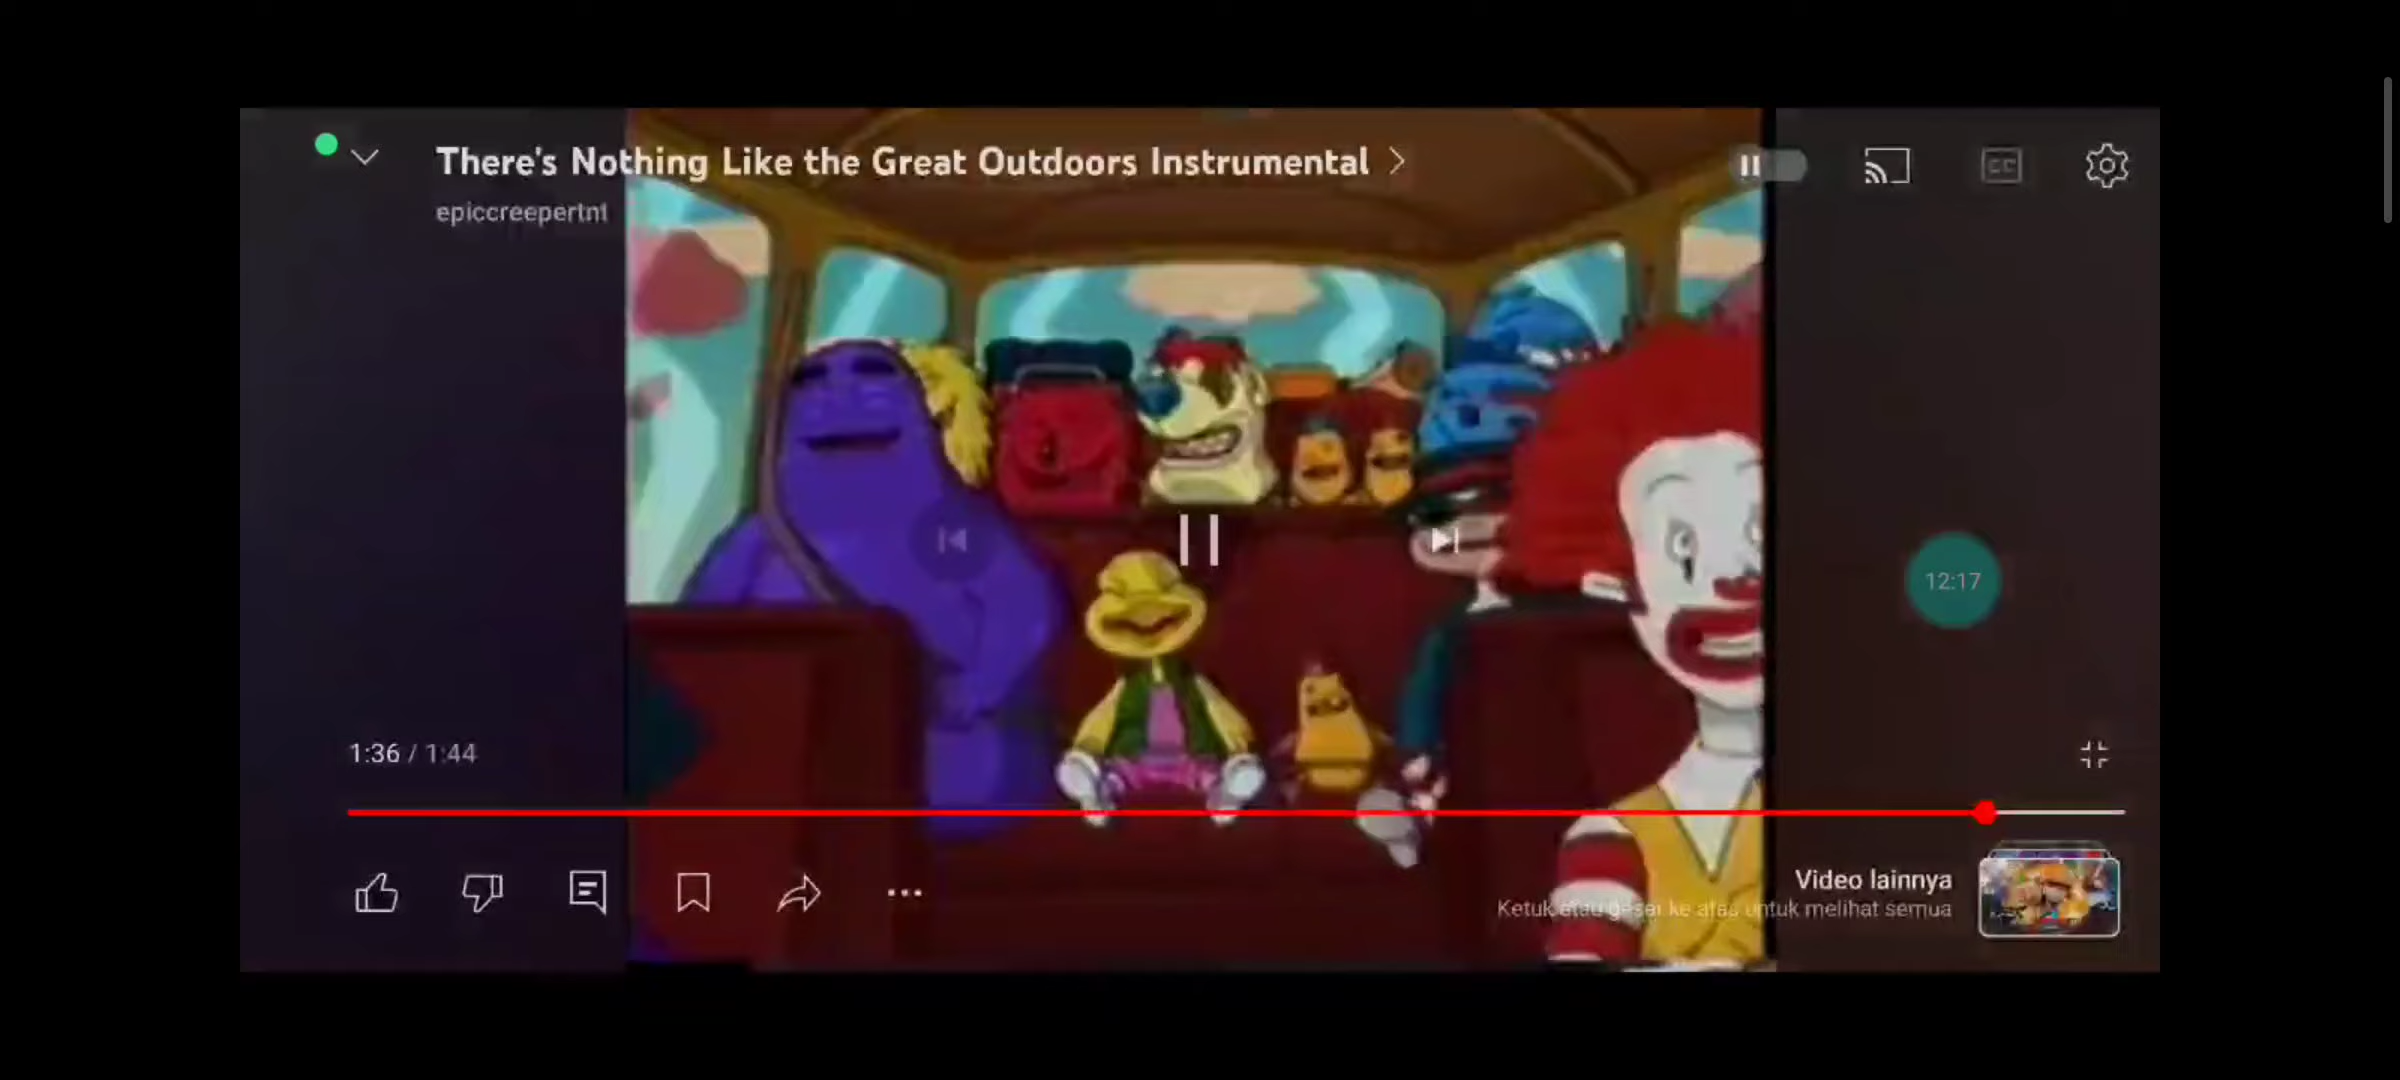 There's Nothing Like the Great Outdoors Instrumental
CC
epiccreepertnt
12:17
1:36 / 1:44
Video lainnya
Ketuk atau geser ke atas untuk melihat semua